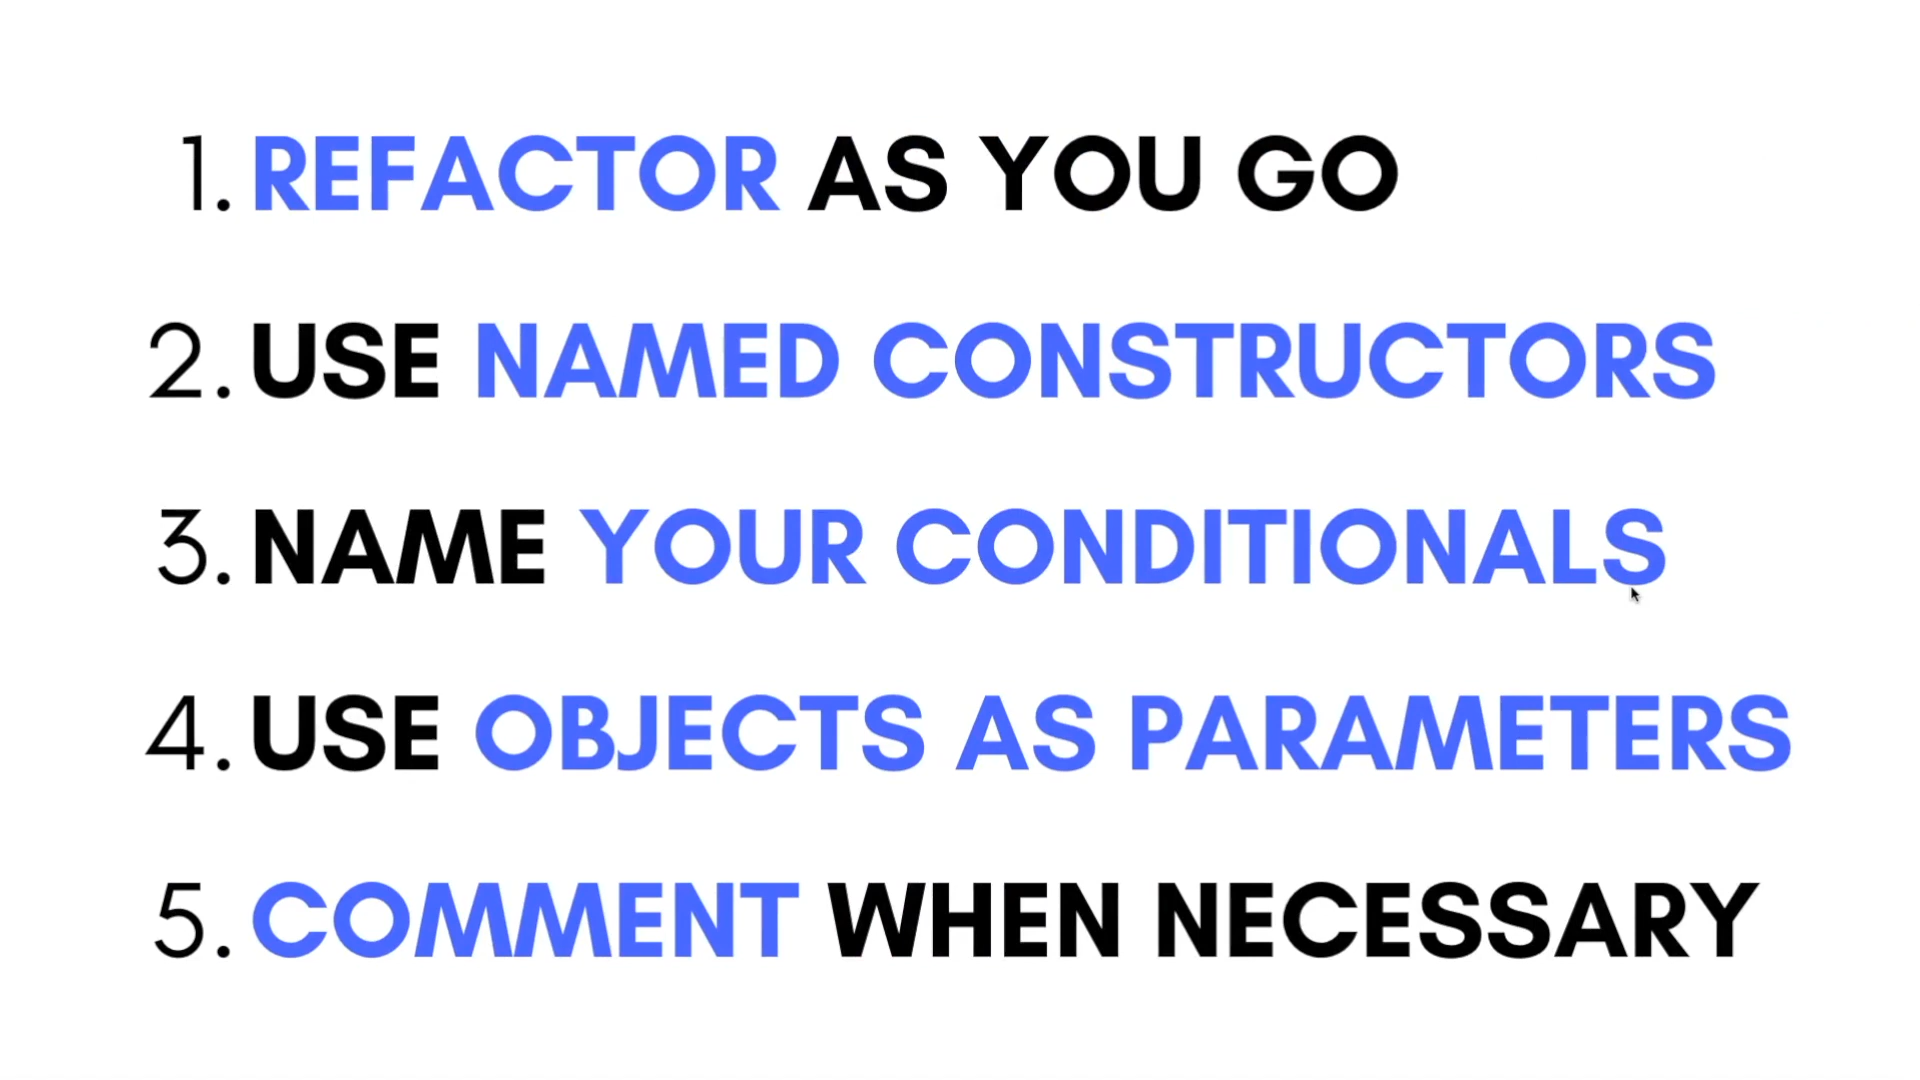 1. REFACTOR AS YOU GO
2. USE NAMED CONSTRUCTORS
3. NAME YOUR CONDITIONALS
4. USE OBJECTS AS PARAMETERS
5. COMMENT WHEN NECESSARY